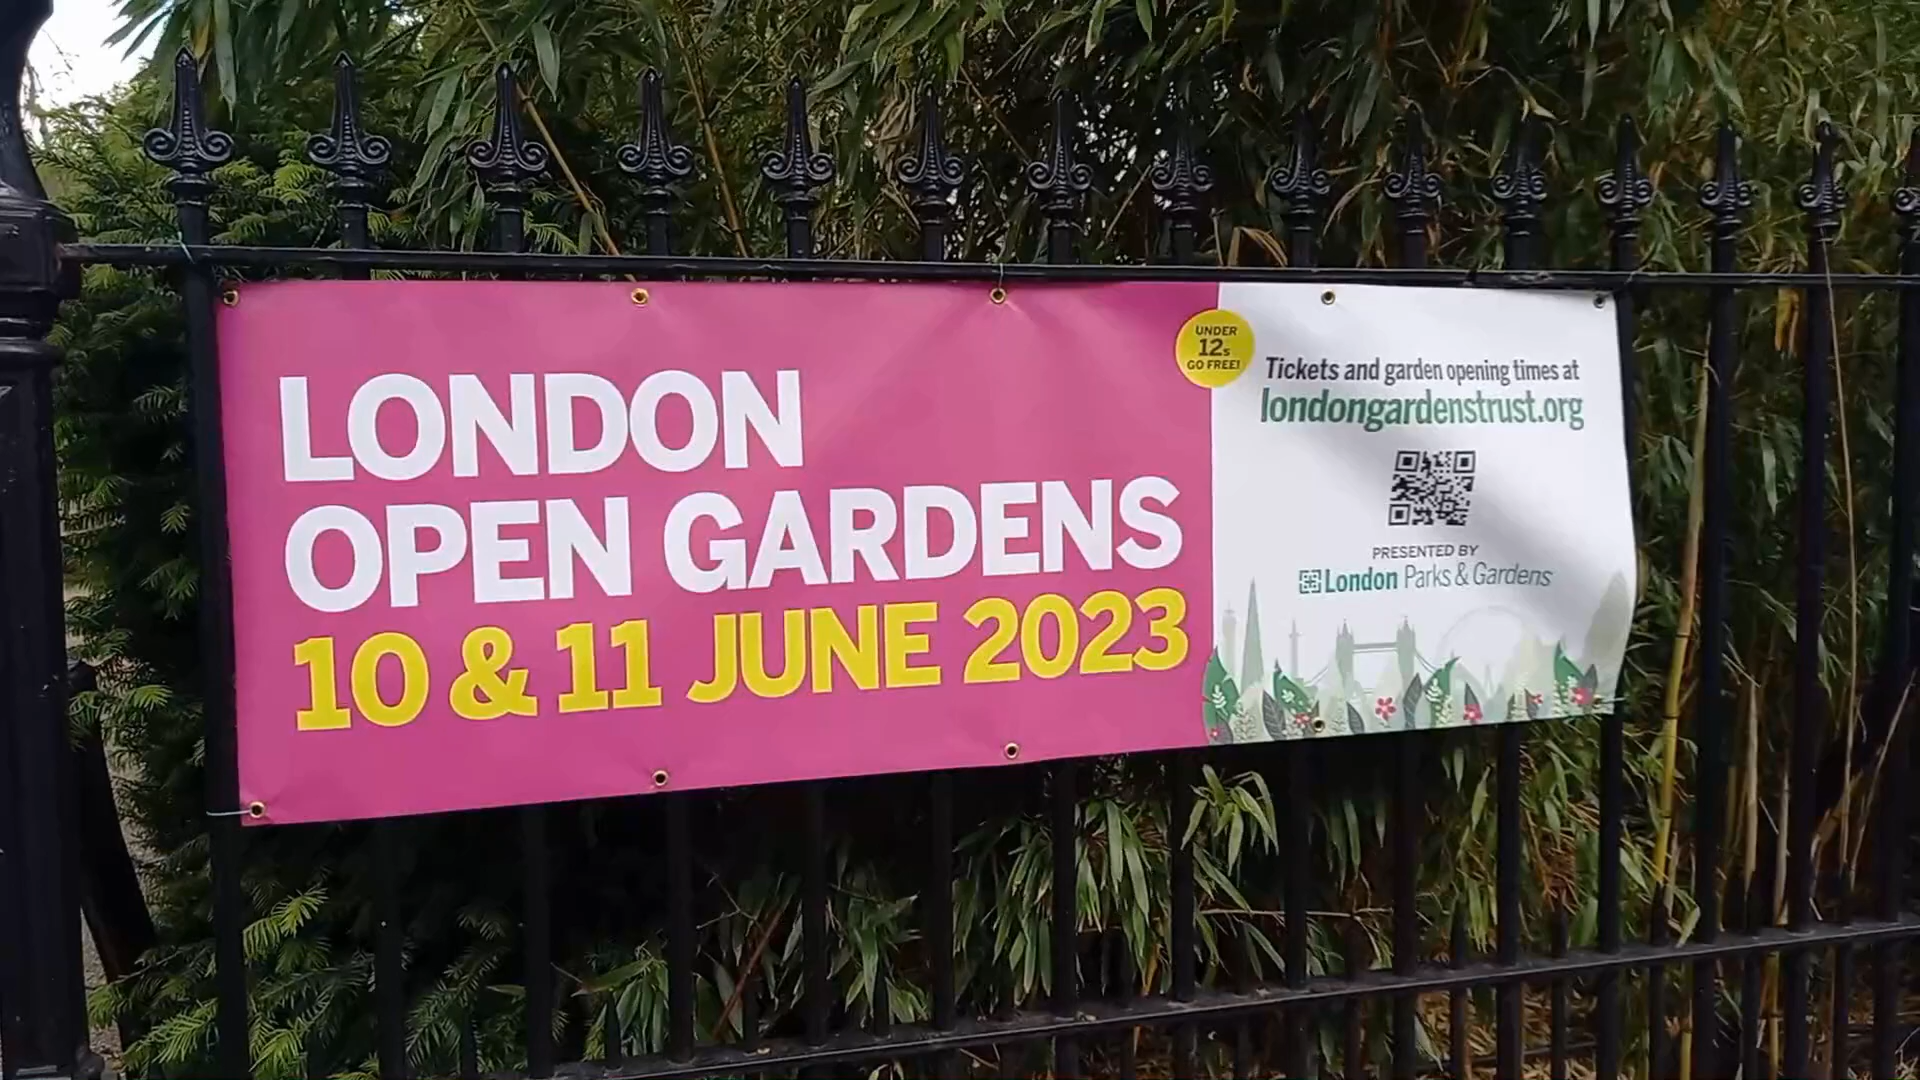 LONDON
OPEN GARDENS
10 & 11 JUNE 2023
UNDER
12s
GO FREE!
Tickets and garden opening times at
londongardenstrust.org
PRESENTED BY
London Parks & Gardens